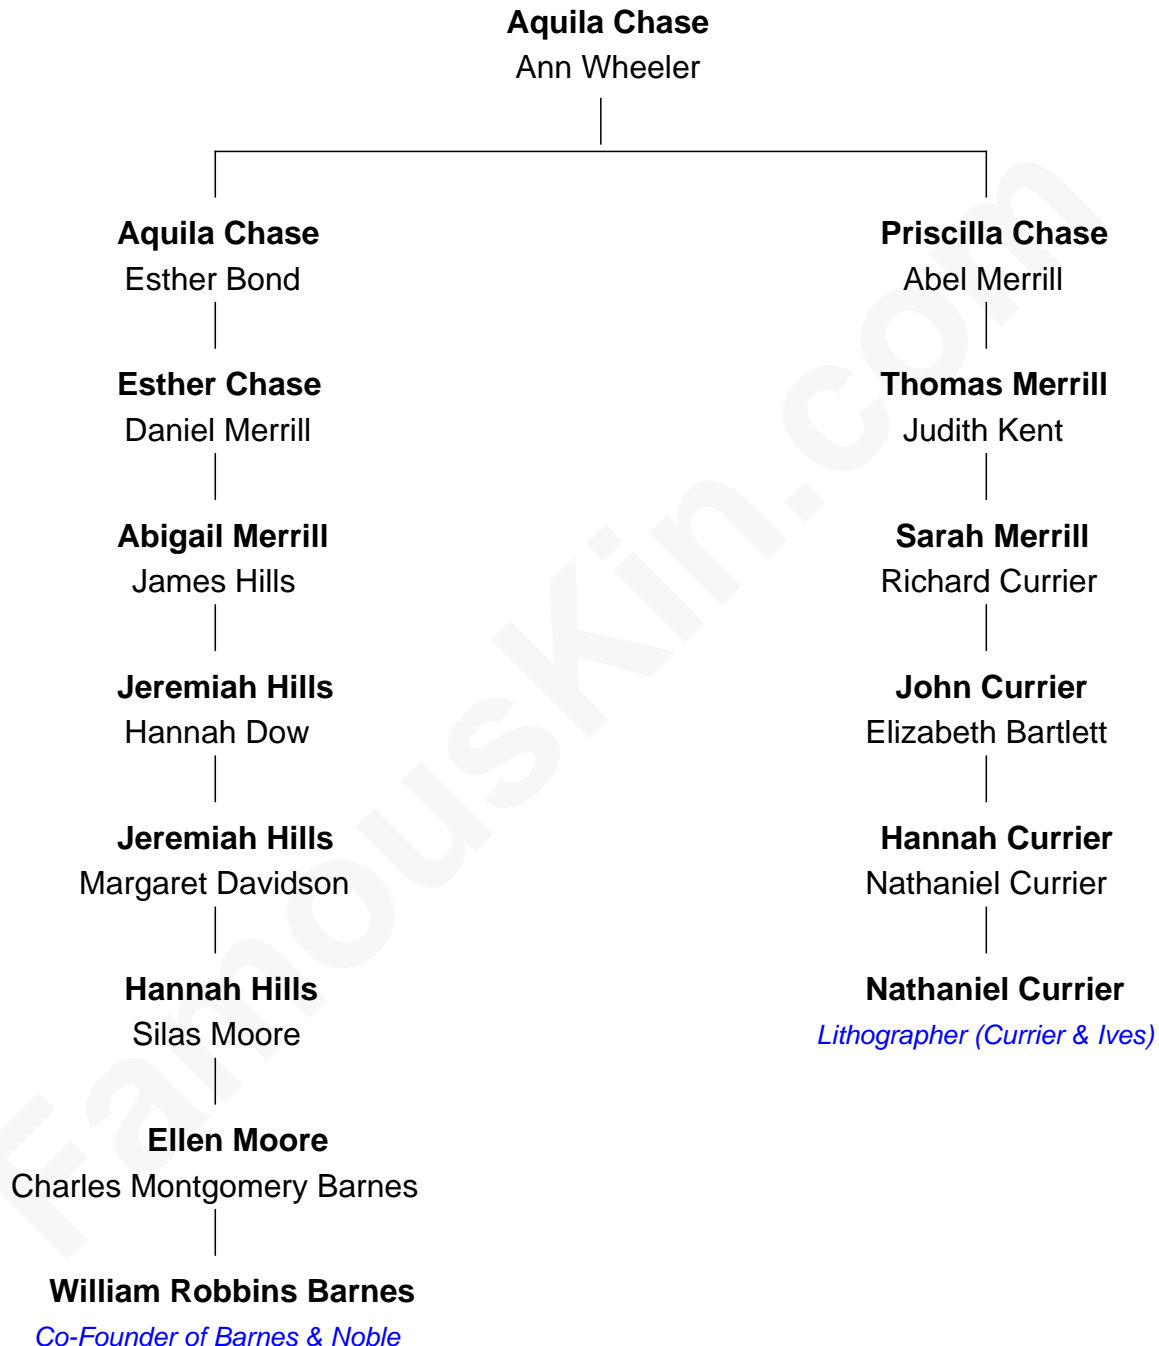 Aquila Chase
Ann Wheeler
Aquila Chase
Esther Bond
Esther Chase
Daniel Merrill
Abigail Merrill
James Hills
Jeremiah Hills
Hannah Dow
Jeremiah Hills
Margaret Davidson
Hannah Hills
Silas Moore
Ellen Moore
Charles Montgomery Barnes
William Robbins Barnes
Co-Founder of Barnes & Noble
Priscilla Chase
Abel Merrill
Thomas Merrill
Judith Kent
Sarah Merrill
Richard Currier
John Currier
Elizabeth Bartlett
Hannah Currier
Nathaniel Currier
Nathaniel Currier
Lithographer (Currier & Ives)
FamousKin.com